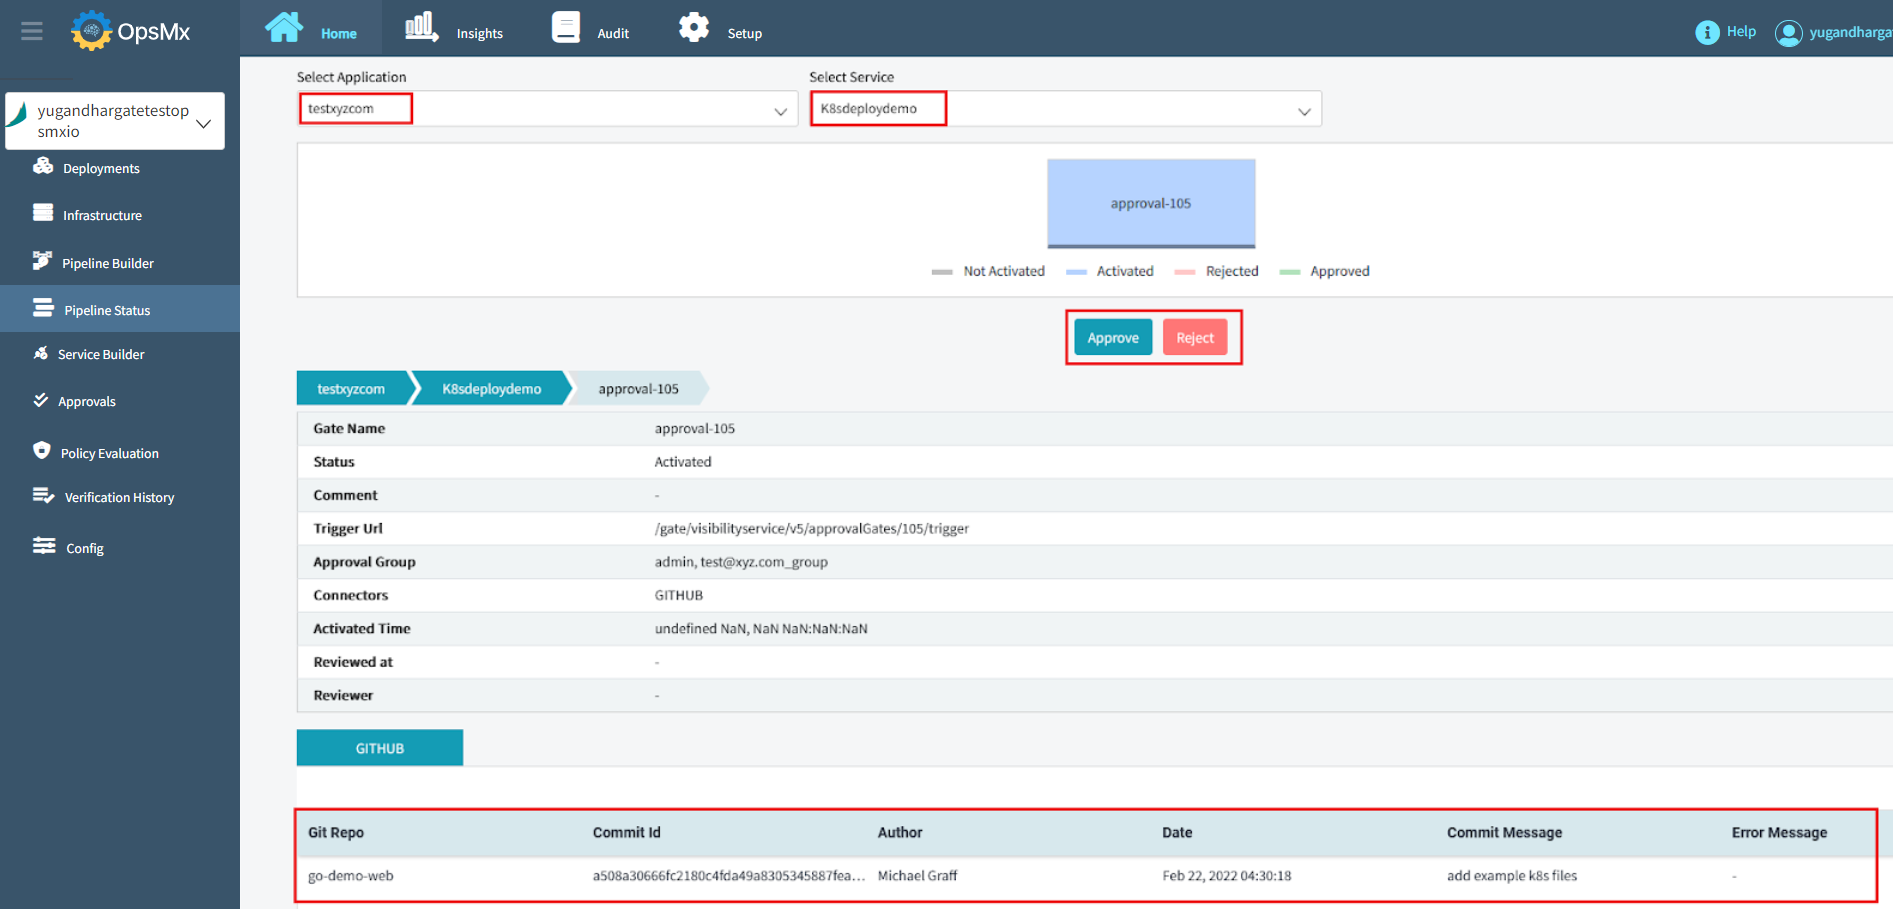 OpsMx
Home
Insights
Audit
Setup
Help
yugandharga
yugandhargatetestop
smxio
Deployments
Infrastructure
Pipeline Builder
Pipeline Status
Service Builder
Approvals
Policy Evaluation
Verification History
Config
Select Application
Select Service
testxyzcom
K8sdeploydemo
approval-105
Not Activated
Activated
Rejected
Approved
Approve
Reject
testxyzcom
K8sdeploydemo
approval-105
Gate Name approval-105
Status Activated
Comment -
Trigger Url /gate/visibilityservice/v5/approvalGates/105/trigger
Approval Group admin, test@xyz.com_group
Connectors GITHUB
Activated Time undefined NaN, NaN NaN:NaN:NaN
Reviewed at -
Reviewer -
GITHUB
Git Repo Commit Id Author Date Commit Message Error Message
go-demo-web a508a30666fc2180c4fda49a8305345887fea... Michael Graff Feb 22, 2022 04:30:18 add example k8s files -